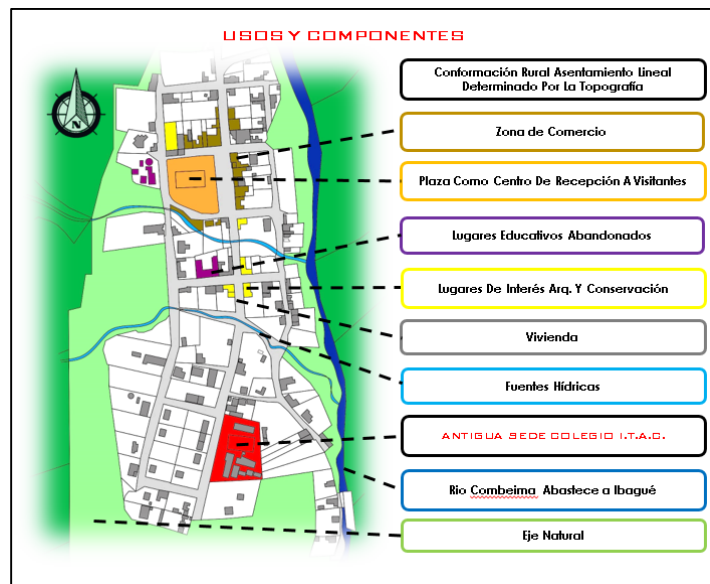 USOS Y COMPONENTES
Conformación Rural Asentamiento Lineal
Determinado Por La Topografía
Zona de Comercio
Plaza Como Centro De Recepción A Visitantes
Lugares Educativos Abandonados
Lugares De Interés Arq. Y Conservación
Vivienda
Fuentes Hídricas
ANTIGUA SEDE COLEGIO I.T.A.C.
Rio Combeima Abastece a Ibagué
Eje Natural
N